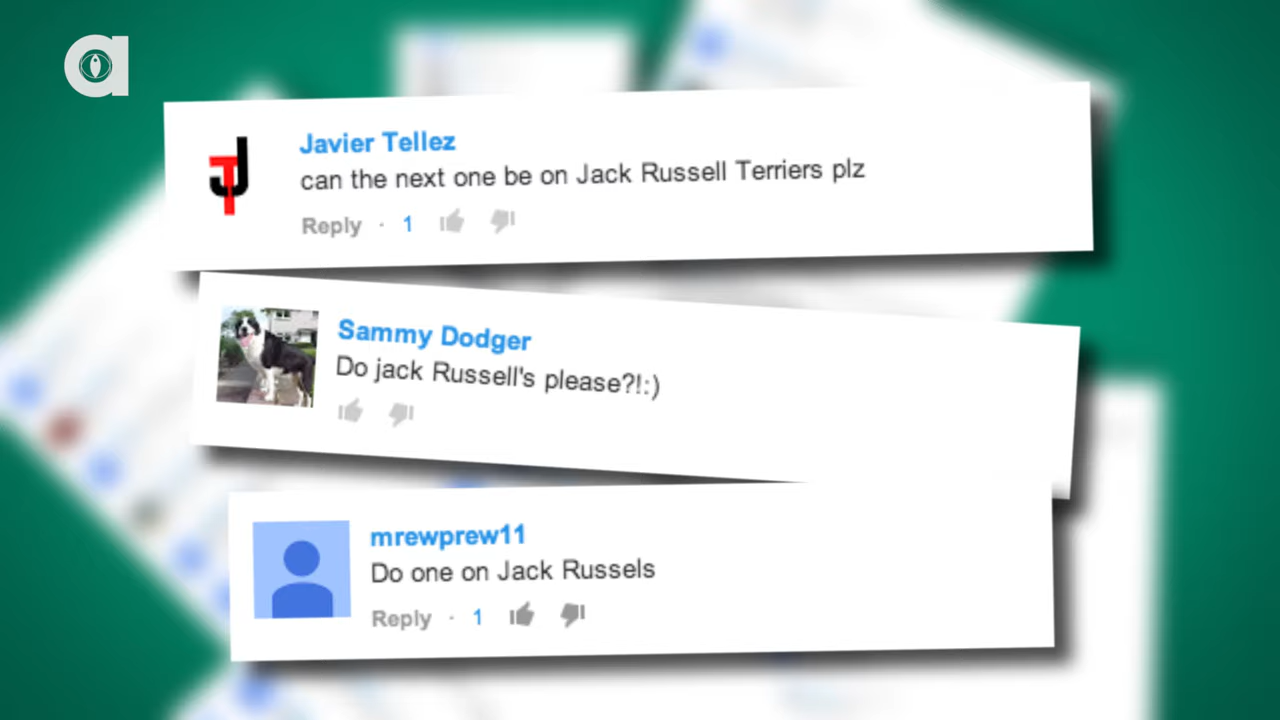 a
Javier Tellez
can the next one be on Jack Russell Terriers plz
Reply · 1
Sammy Dodger
Do jack Russell's please?!:)
mrewprew11
Do one on Jack Russels
Reply · 1